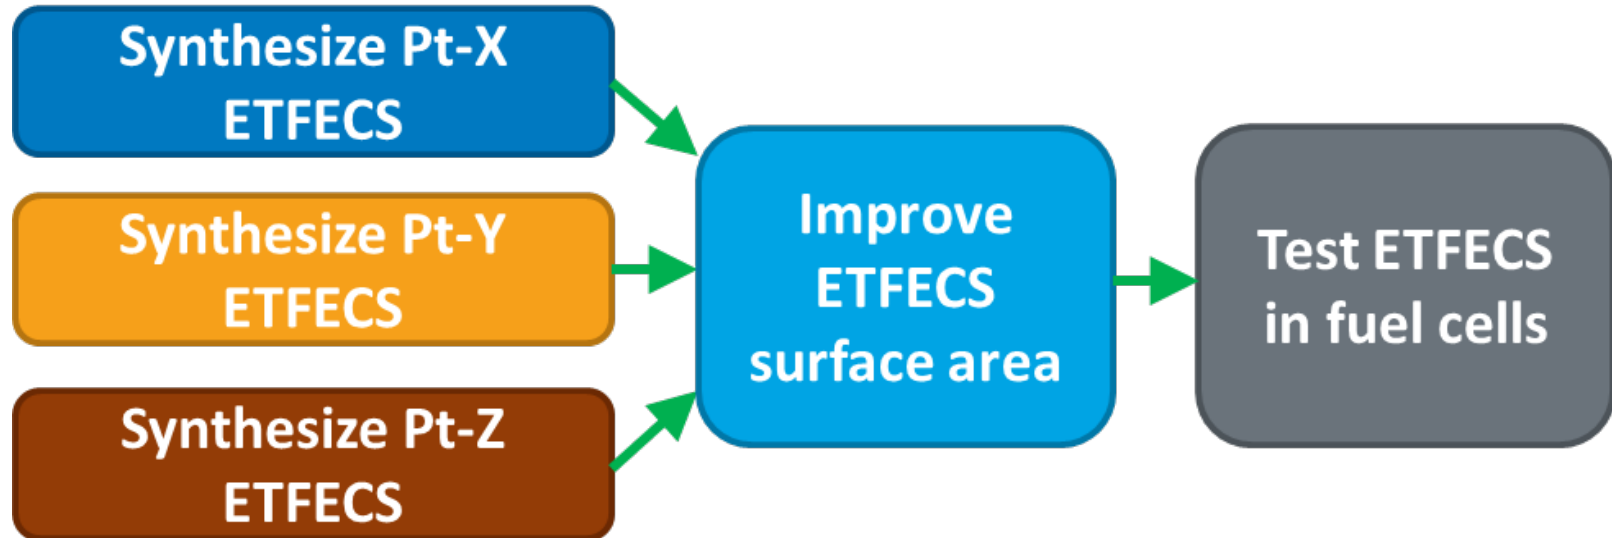 Synthesize Pt-X
ETFECS
Synthesize Pt-Y
ETFECS
Synthesize Pt-Z
ETFECS
Improve
ETFECS
surface area
Test ETFECS
in fuel cells